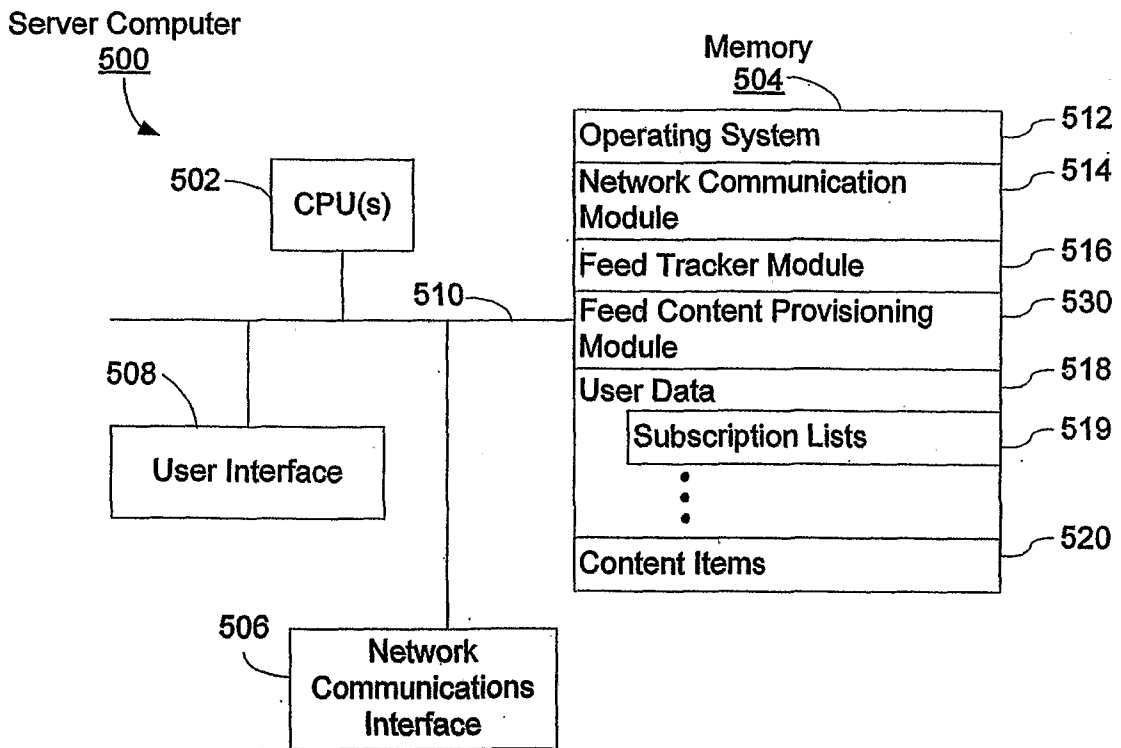 Server Computer
500
Memory
504
502
CPU(s)
510
508
User Interface
506
Network
Communications
Interface
Operating System
512
Network Communication
Module
514
Feed Tracker Module
516
Feed Content Provisioning
Module
530
User Data
518
Subscription Lists
519
Content Items
520